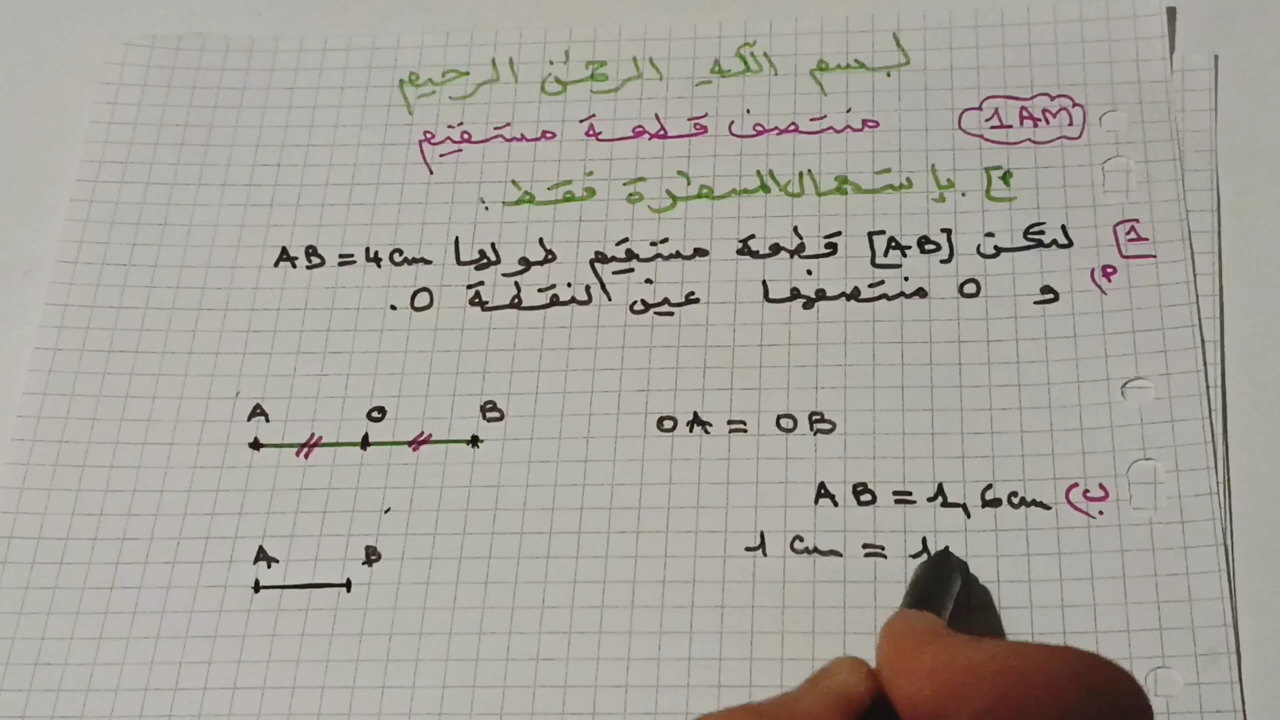 بسم الله الرحمن الرحيم
منتصف قطعة مستقيم 1AM
أ] بإستعمال المسطرة فقط :
1] لتكن [AB] قطعة مستقيم طولها AB = 4cm
أ) و O منتصفها عين النقطة O .
A O B
OA = OB
ب) AB = 1,6cm
1 cm = 1
A B